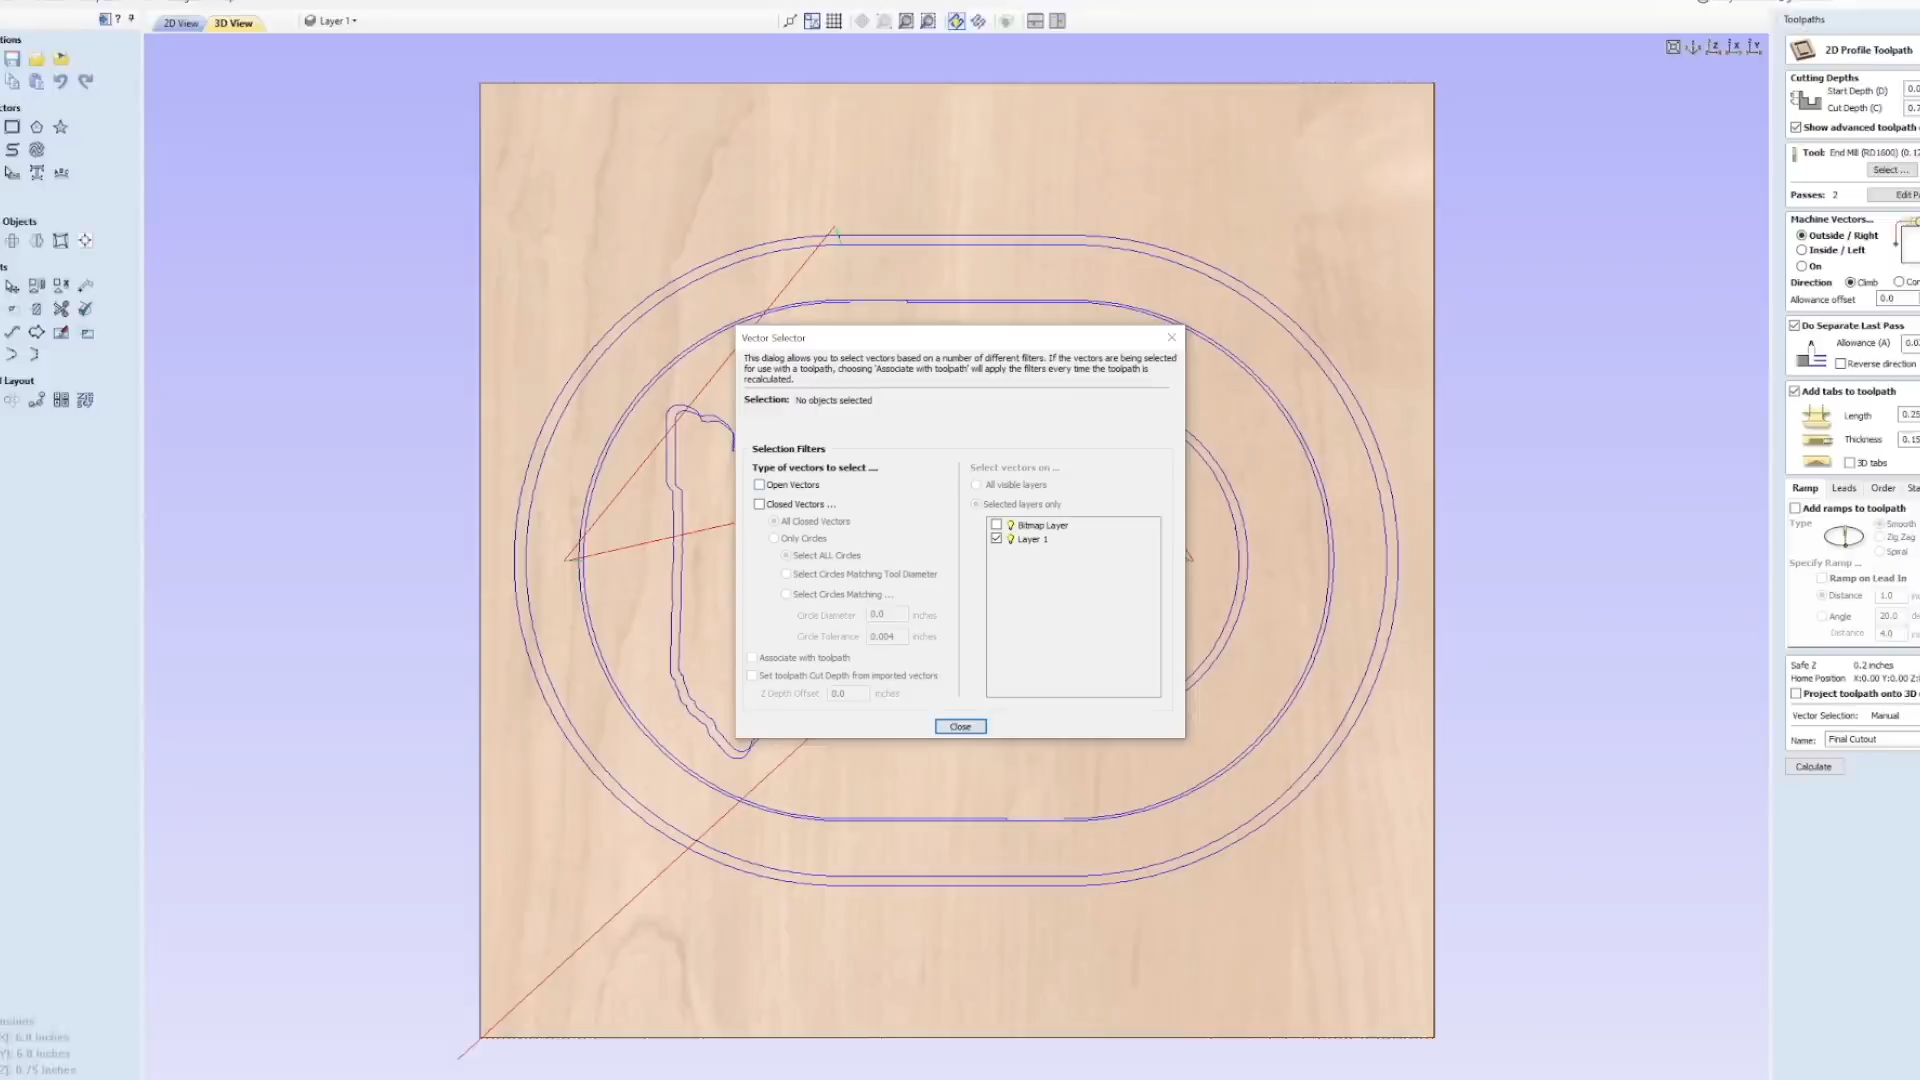 2D View
3D View
Layer 1
?
Toolpaths
2D Profile Toolpath
Cutting Depths
Start Depth (D)
Cut Depth (C)
Show advanced toolpath
Tool: End Mill (RD1600)
Select ...
Passes: 2
Machine Vectors...
Outside / Right
Inside / Left
On
Direction Climb
Allowance offset 0.0
Do Separate Last Pass
Allowance (A)
Reverse direction
Add tabs to toolpath
Length
Thickness
3D tabs
Ramp Leads Order
Add ramps to toolpath
Type Smooth
Zig Zag
Spiral
Specify Ramp ...
Ramp on Lead In
Distance 1.0
Angle 20.0
Distance 4.0
Safe Z 0.2 inches
Home Position X:0.00 Y:0.00
Project toolpath onto 3D
Vector Selection: Manual
Name: Final Cutout
Calculate
Objects
Layout
Vector Selector
This dialog allows you to select vectors based on a number of different filters. If the vectors are being selected
for use with a toolpath, choosing 'Associate with toolpath' will apply the filters every time the toolpath is
recalculated.
Selection: No objects selected
Selection Filters
Type of vectors to select ....
Open Vectors
Closed Vectors ...
All Closed Vectors
Only Circles
Select ALL Circles
Select Circles Matching Tool Diameter
Select Circles Matching ...
Circle Diameter 0.0 inches
Circle Tolerance 0.004 inches
Associate with toolpath
Set toolpath Cut Depth from imported vectors
Z Depth Offset 0.0 inches
Select vectors on ...
All visible layers
Selected layers only
Bitmap Layer
Layer 1
Close